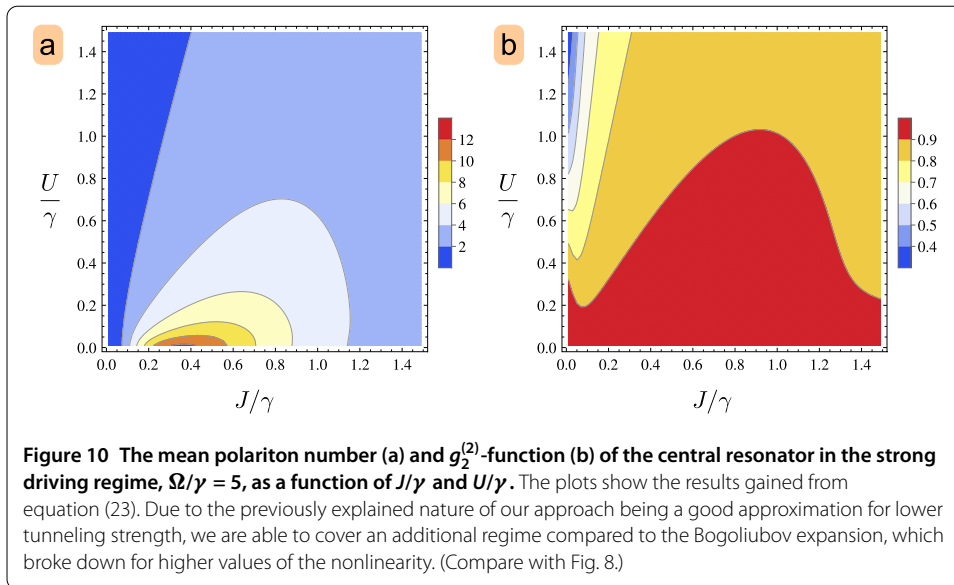 a
b
1.4
1.2
1.0
0.8
0.6
0.4
0.2
0.0
U/γ
0.0 0.2 0.4 0.6 0.8 1.0 1.2 1.4
J/γ
12
10
8
6
4
2
1.4
1.2
1.0
0.8
0.6
0.4
0.2
0.0
U/γ
0.0 0.2 0.4 0.6 0.8 1.0 1.2 1.4
J/γ
0.9
0.8
0.7
0.6
0.5
0.4
Figure 10 The mean polariton number (a) and g₂⁽²⁾-function (b) of the central resonator in the strong
driving regime, Ω/γ = 5, as a function of J/γ and U/γ. The plots show the results gained from
equation (23). Due to the previously explained nature of our approach being a good approximation for lower
tunneling strength, we are able to cover an additional regime compared to the Bogoliubov expansion, which
broke down for higher values of the nonlinearity. (Compare with Fig. 8.)